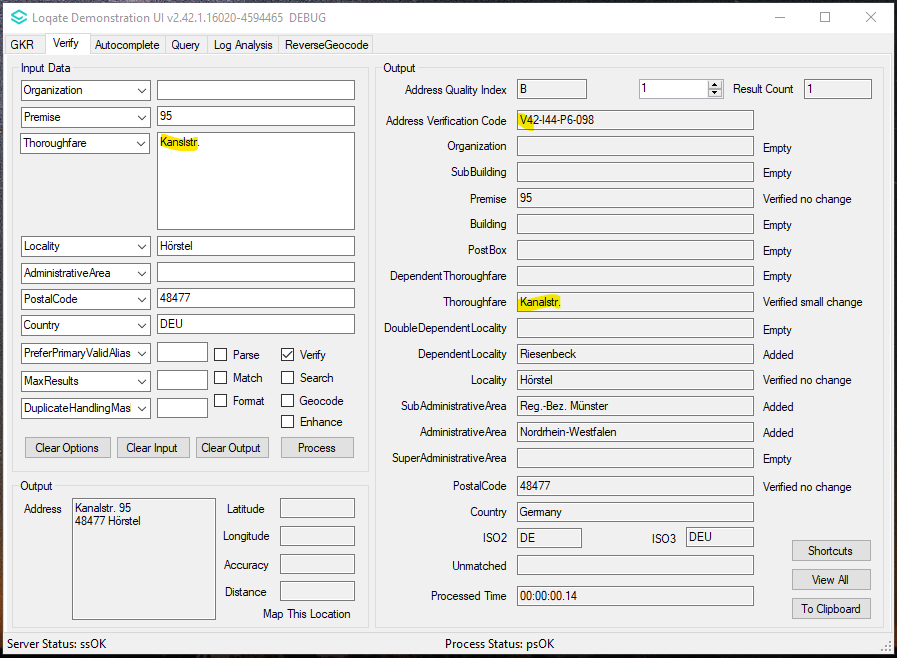 Loqate Demonstration UI v2.42.1.16020-4594465 DEBUG
GKR Verify Autocomplete Query Log Analysis ReverseGeocode
Input Data
Organization
Premise 95
Thoroughfare Kanslstr.
Locality Hörstel
AdministrativeArea
PostalCode 48477
Country DEU
PreferPrimaryValidAlias Parse Verify
MaxResults Match Search
DuplicateHandlingMas Format Geocode
Enhance
Clear Options Clear Input Clear Output Process
Output
Address Kanalstr. 95
48477 Hörstel
Latitude
Longitude
Accuracy
Distance
Map This Location
Output
Address Quality Index B 1 Result Count 1
Address Verification Code V42-I44-P6-098
Organization Empty
SubBuilding Empty
Premise 95 Verified no change
Building Empty
PostBox Empty
DependentThoroughfare Empty
Thoroughfare Kanalstr. Verified small change
DoubleDependentLocality Empty
DependentLocality Riesenbeck Added
Locality Hörstel Verified no change
SubAdministrativeArea Reg.-Bez. Münster Added
AdministrativeArea Nordrhein-Westfalen Added
SuperAdministrativeArea Empty
PostalCode 48477 Verified no change
Country Germany
ISO2 DE ISO3 DEU
Unmatched
Processed Time 00:00:00.14
Shortcuts
View All
To Clipboard
Server Status: ssOK Process Status: psOK